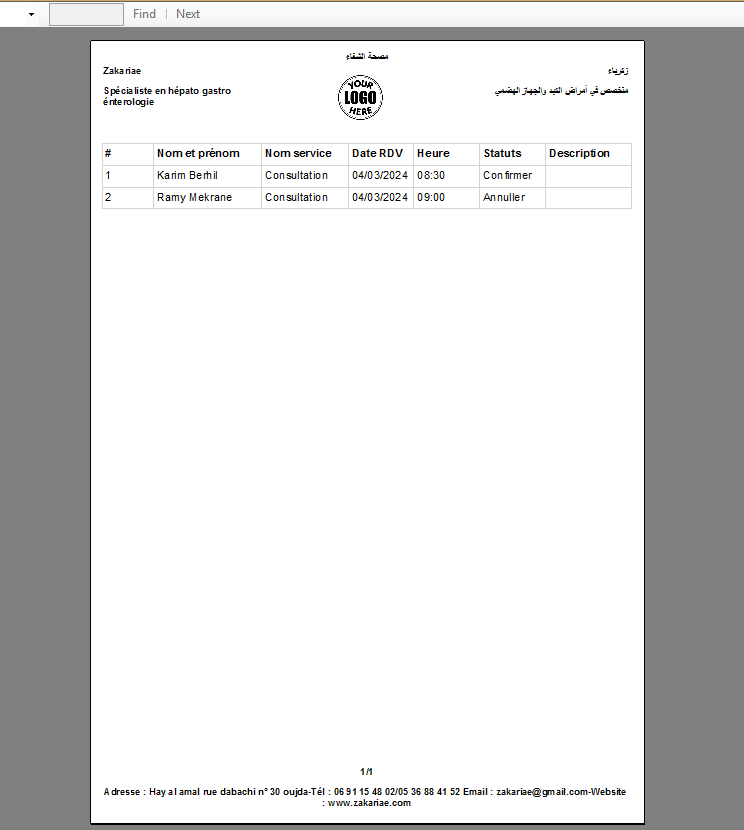 Find | Next
مصحة الشفاء
Zakariae
زكرياء
Spécialiste en hépato gastro
énterologie
YOUR
LOGO
HERE
متخصص في أمراض الكبد والجهاز الهضمي
# Nom et prénom Nom service Date RDV Heure Statuts Description
1 Karim Berhil Consultation 04/03/2024 08:30 Confirmer
2 Ramy Mekrane Consultation 04/03/2024 09:00 Annuller
1/1
Adresse : Hay al amal rue dabachi n° 30 oujda-Tél : 06 91 15 48 02/05 36 88 41 52 Email : zakariae@gmail.com-Website
: www.zakariae.com